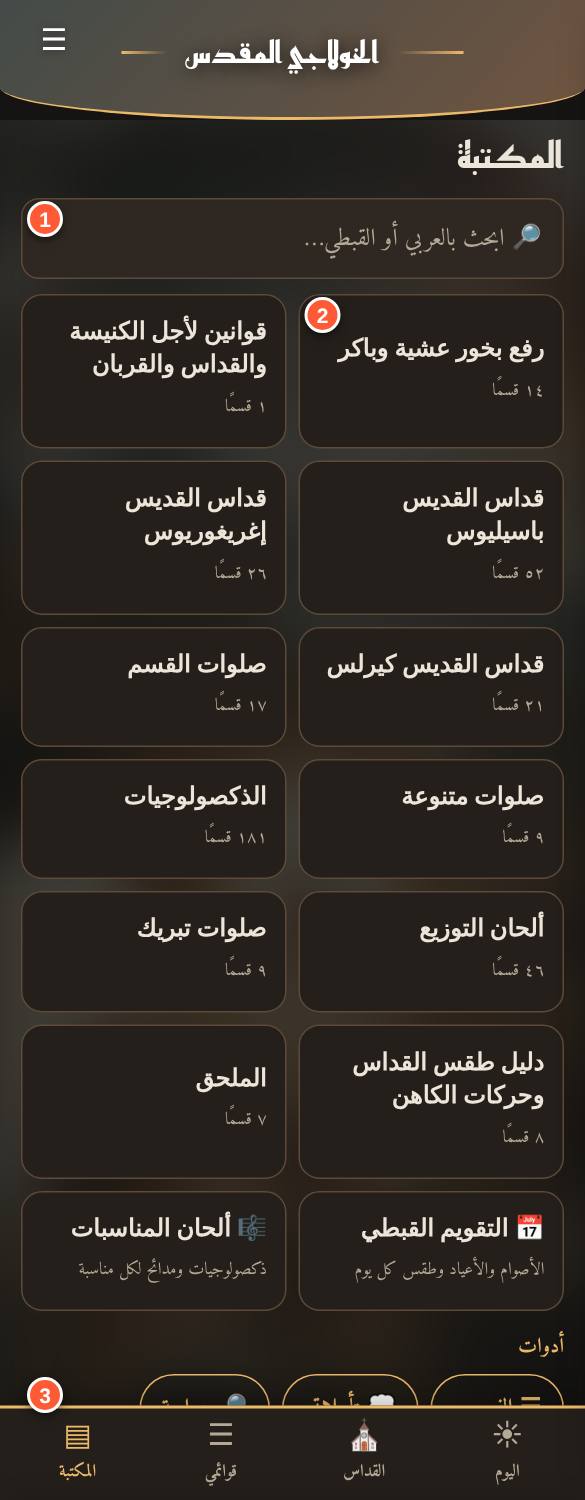 الخولاجي المقدس
المكتبة
1
ابحث بالعربي أو القبطي...
2
رفع بخور عشية وباكر
١٤ قسمًا
قوانين لأجل الكنيسة
والقداس والقربان
١ قسمًا
قداس القديس
باسيليوس
٥٢ قسمًا
قداس القديس
إغريغوريوس
٢٦ قسمًا
قداس القديس كيرلس
٢١ قسمًا
صلوات القسم
١٧ قسمًا
صلوات متنوعة
٩ قسمًا
الذكصولوجيات
١٨١ قسمًا
ألحان التوزيع
٤٦ قسمًا
صلوات تبريك
٩ قسمًا
دليل طقس القداس
وحركات الكاهن
٨ قسمًا
الملحق
٧ قسمًا
التقويم القبطي
الأصوام والأعياد وطقس كل يوم
ألحان المناسبات
ذكصولوجيات ومدائح لكل مناسبة
أدوات
3
اليوم
القداس
قوائمي
المكتبة